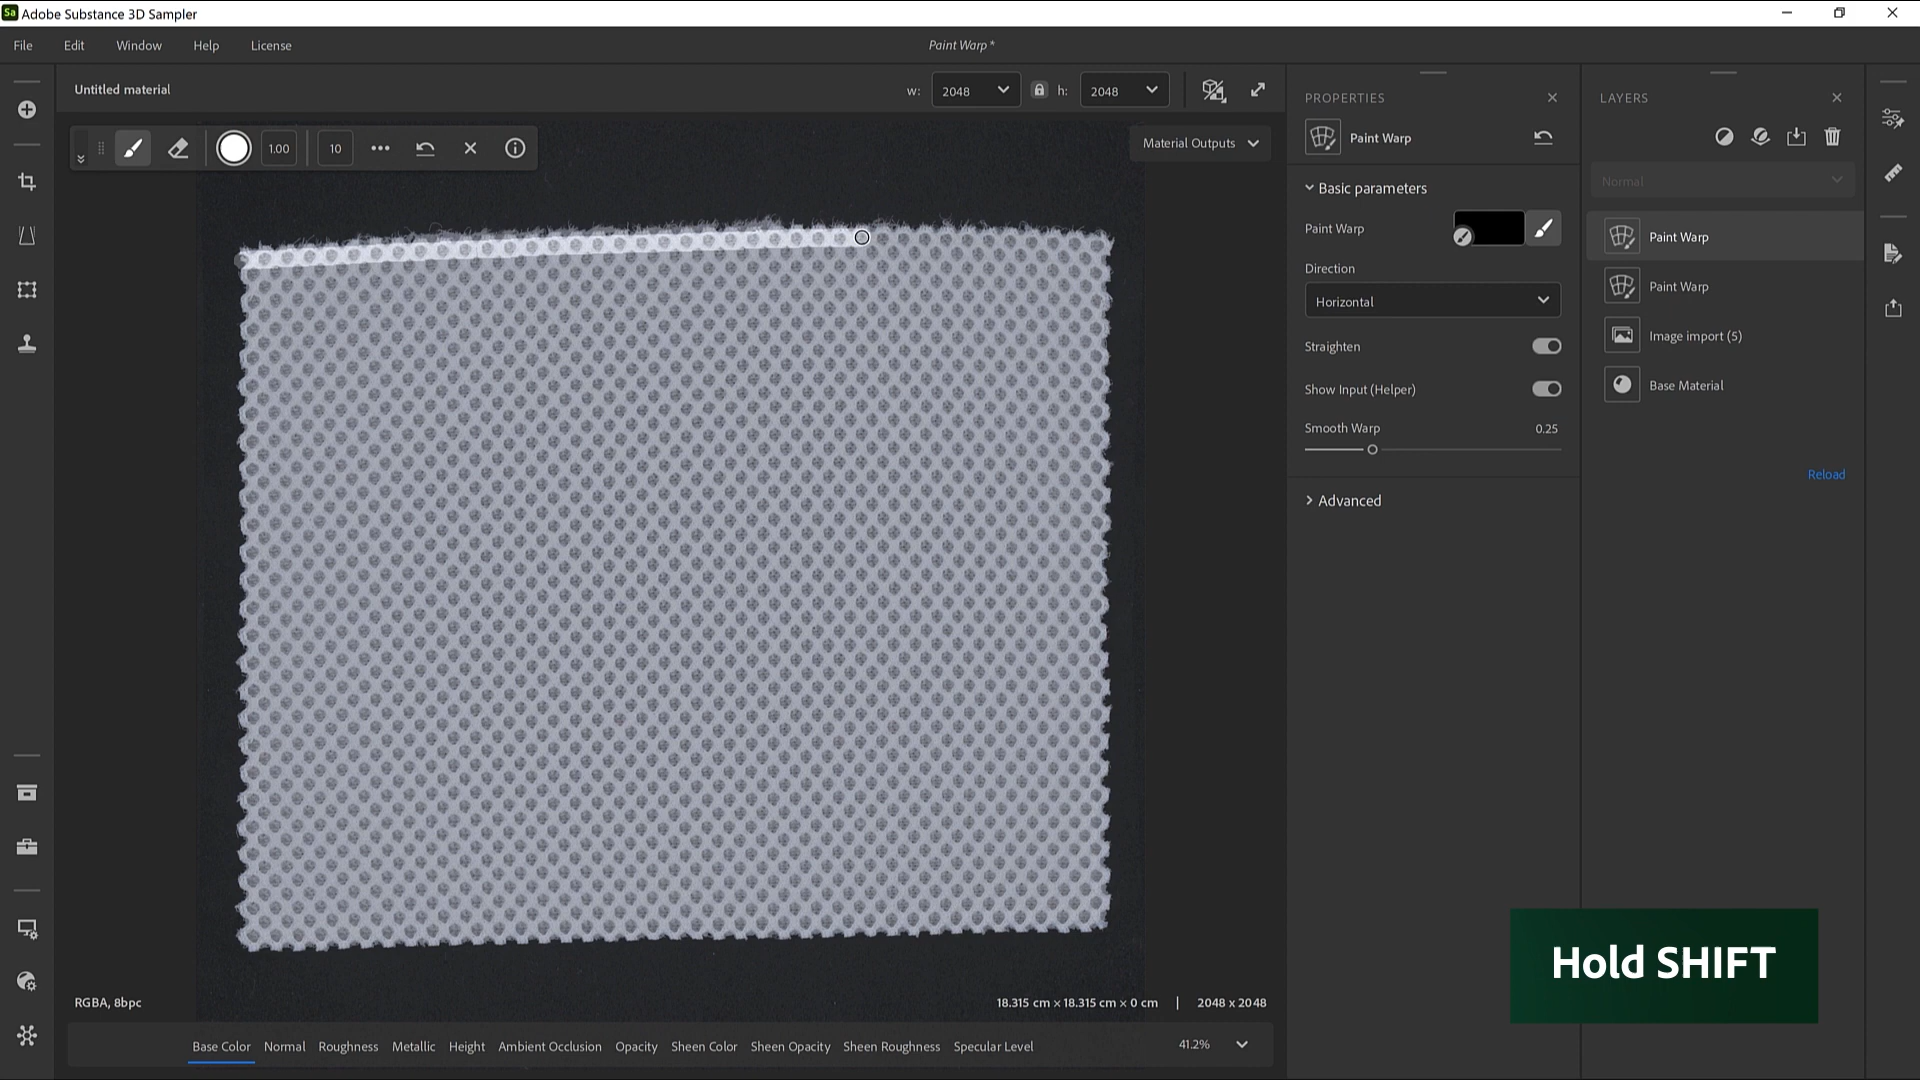 Sa Adobe Substance 3D Sampler
File Edit Window Help License Paint Warp *
Untitled material w: 2048 h: 2048
1.00 10 Material Outputs
PROPERTIES
Paint Warp
Basic parameters
Paint Warp
Direction
Horizontal
Straighten
Show Input (Helper)
Smooth Warp 0.25
Advanced
LAYERS
Normal
Paint Warp
Paint Warp
Image import (5)
Base Material
Reload
Hold SHIFT
RGBA, 8bpc 18.315 cm × 18.315 cm × 0 cm | 2048 x 2048
Base Color Normal Roughness Metallic Height Ambient Occlusion Opacity Sheen Color Sheen Opacity Sheen Roughness Specular Level 41.2%